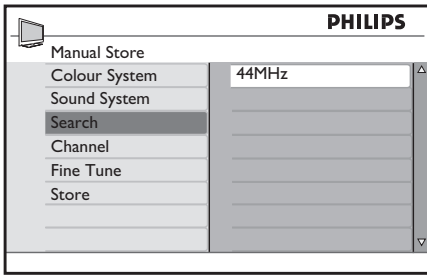 PHILIPS
Manual Store
Colour System 44MHz
Sound System
Search
Channel
Fine Tune
Store